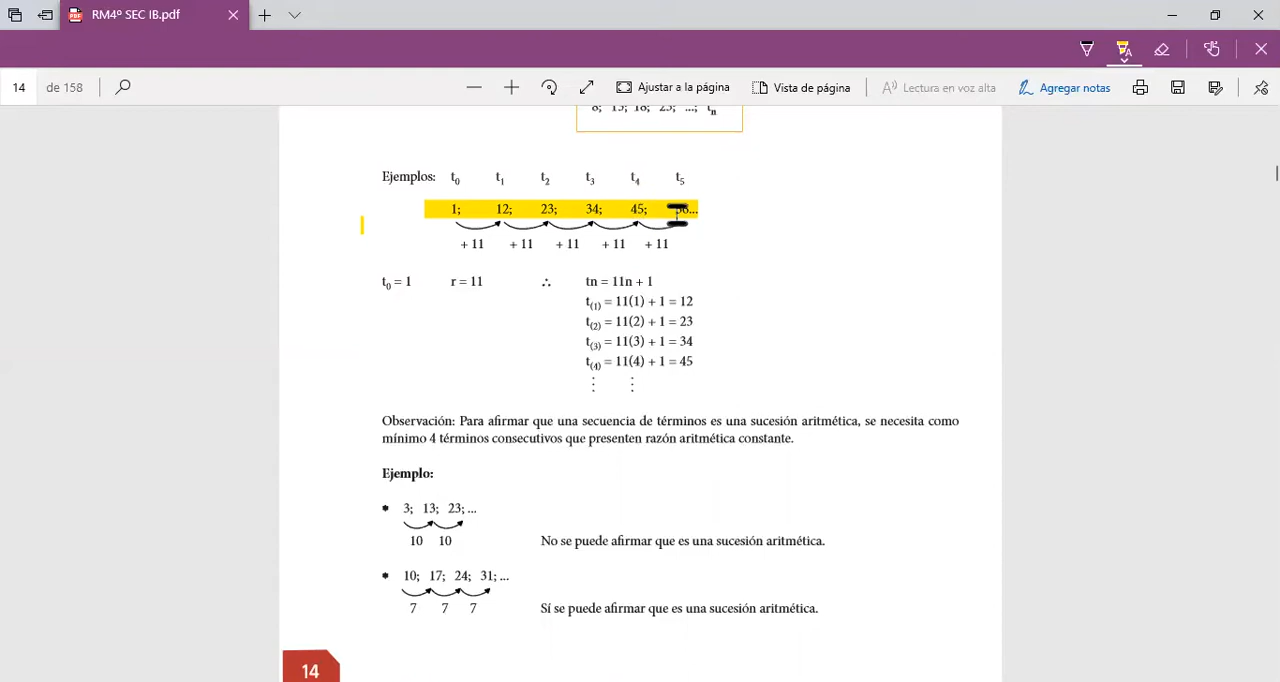 RM4º SEC IB.pdf
14 de 158 Ajustar a la página Vista de página Lectura en voz alta Agregar notas
8; 13; 18; 23; ...; tn
Ejemplos: t0 t1 t2 t3 t4 t5
1; 12; 23; 34; 45; 56...
+ 11 + 11 + 11 + 11 + 11
t0 = 1 r = 11 ∴ tn = 11n + 1
t(1) = 11(1) + 1 = 12
t(2) = 11(2) + 1 = 23
t(3) = 11(3) + 1 = 34
t(4) = 11(4) + 1 = 45
⋮ ⋮
Observación: Para afirmar que una secuencia de términos es una sucesión aritmética, se necesita como
mínimo 4 términos consecutivos que presenten razón aritmética constante.
Ejemplo:
* 3; 13; 23; ...
10 10 No se puede afirmar que es una sucesión aritmética.
* 10; 17; 24; 31; ...
7 7 7 Sí se puede afirmar que es una sucesión aritmética.
14